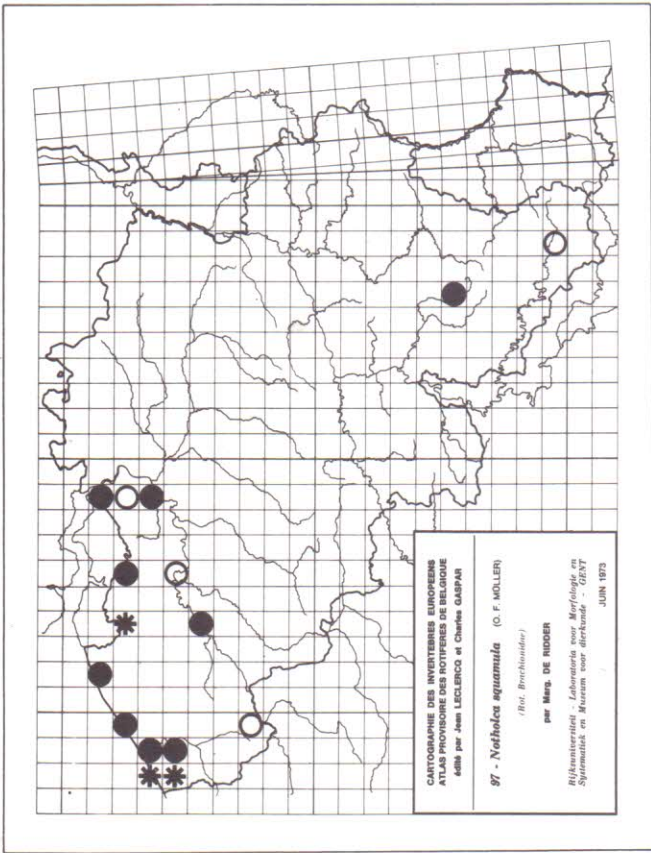 CARTOGRAPHIE DES INVERTEBRES EUROPEENS
ATLAS PROVISOIRE DES ROTIFERES DE BELGIQUE
édité par Jean LECLERCQ et Charles GASPAR
97 - Notholca squamula (O. F. MÜLLER)
(Rot. Brachionidae)
par Marg. DE RIDDER
Rijksuniversiteit - Laboratoria voor Morfologie en
Systematiek en Museum voor dierkunde - GENT
JUIN 1973